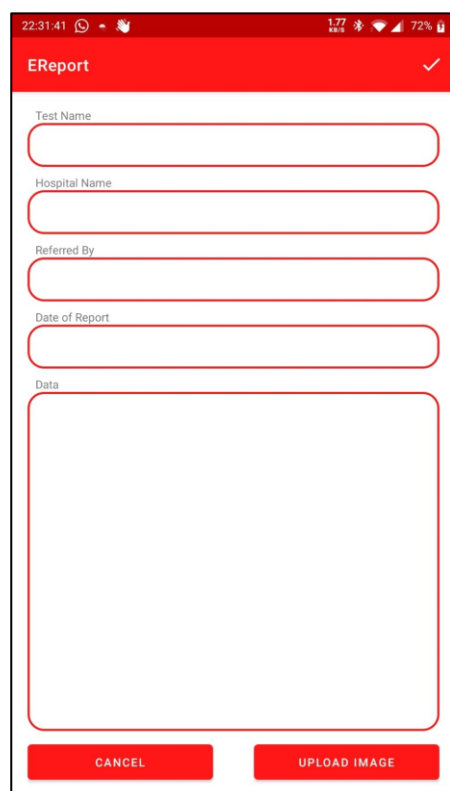 22:31:41 1.77 KB/S 72%
EReport
Test Name
Hospital Name
Referred By
Date of Report
Data
CANCEL UPLOAD IMAGE